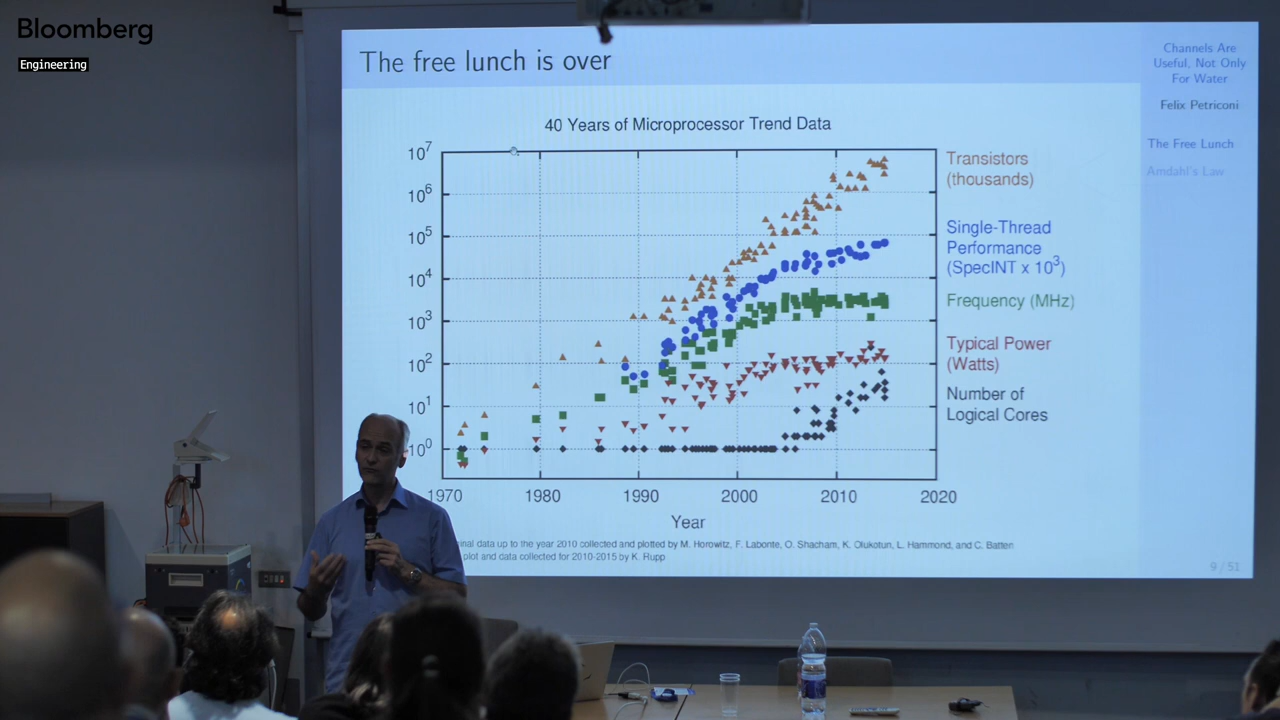 Bloomberg
Engineering
The free lunch is over
Channels Are
Useful, Not Only
For Water
Felix Petriconi
The Free Lunch
Amdahl's Law
40 Years of Microprocessor Trend Data
10^7
10^6
10^5
10^4
10^3
10^2
10^1
10^0
Transistors
(thousands)
Single-Thread
Performance
(SpecINT x 10^3)
Frequency (MHz)
Typical Power
(Watts)
Number of
Logical Cores
1970 1980 1990 2000 2010 2020
Year
data up to the year 2010 collected and plotted by M. Horowitz, F. Labonte, O. Shacham, K. Olukotun, L. Hammond, and C. Batten
plot and data collected for 2010-2015 by K. Rupp
9 / 51